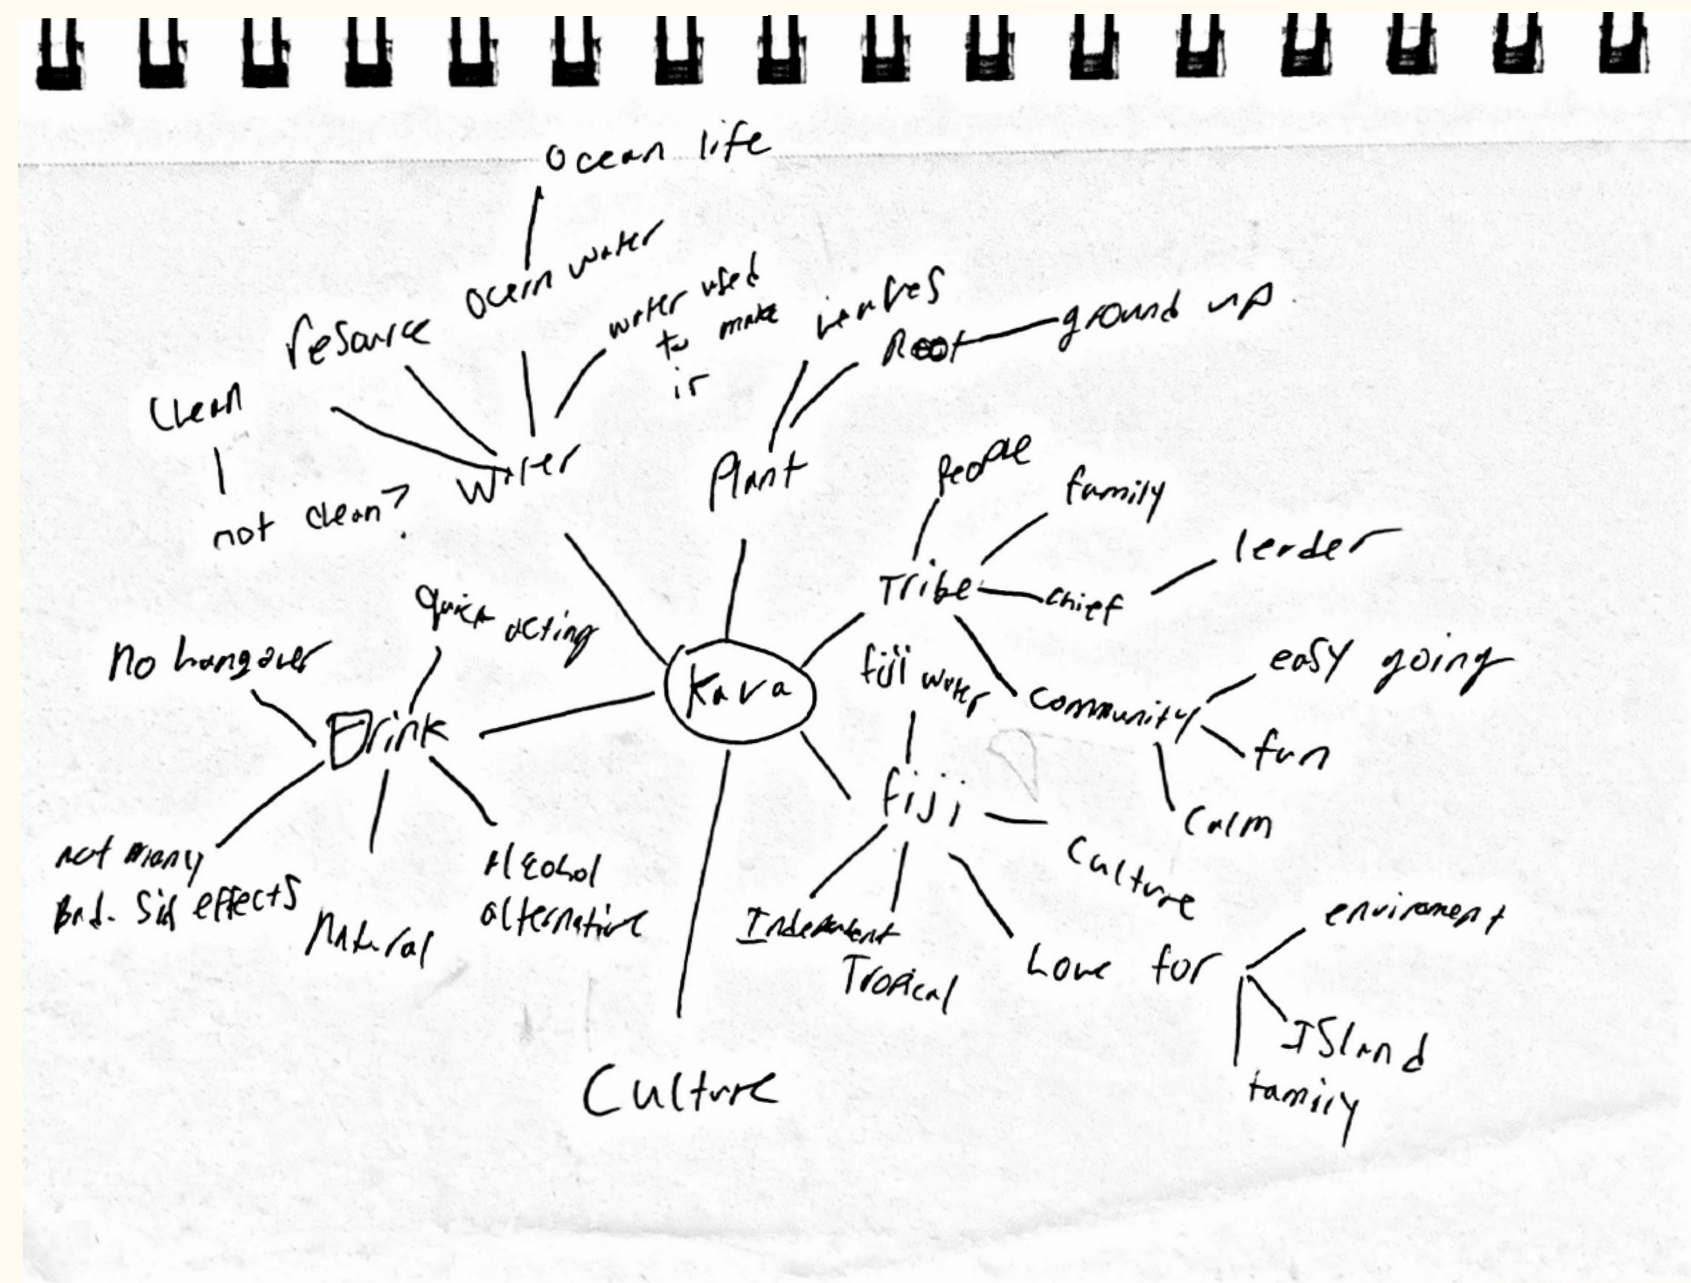 Ocean life
Ocean water
water used
to make
it
resource
Clean
not clean?
Water
Leaves
Root
ground up
Plant
People
family
Tribe
chief
leader
community
easy going
fun
Calm
quick acting
No hangover
Drink
not many
Bad. Sid effects
Natural
Alcohol
alternative
Kava
fiji water
fiji
Culture
Independent
Tropical
Love for
enviroment
ISland
family
Culture